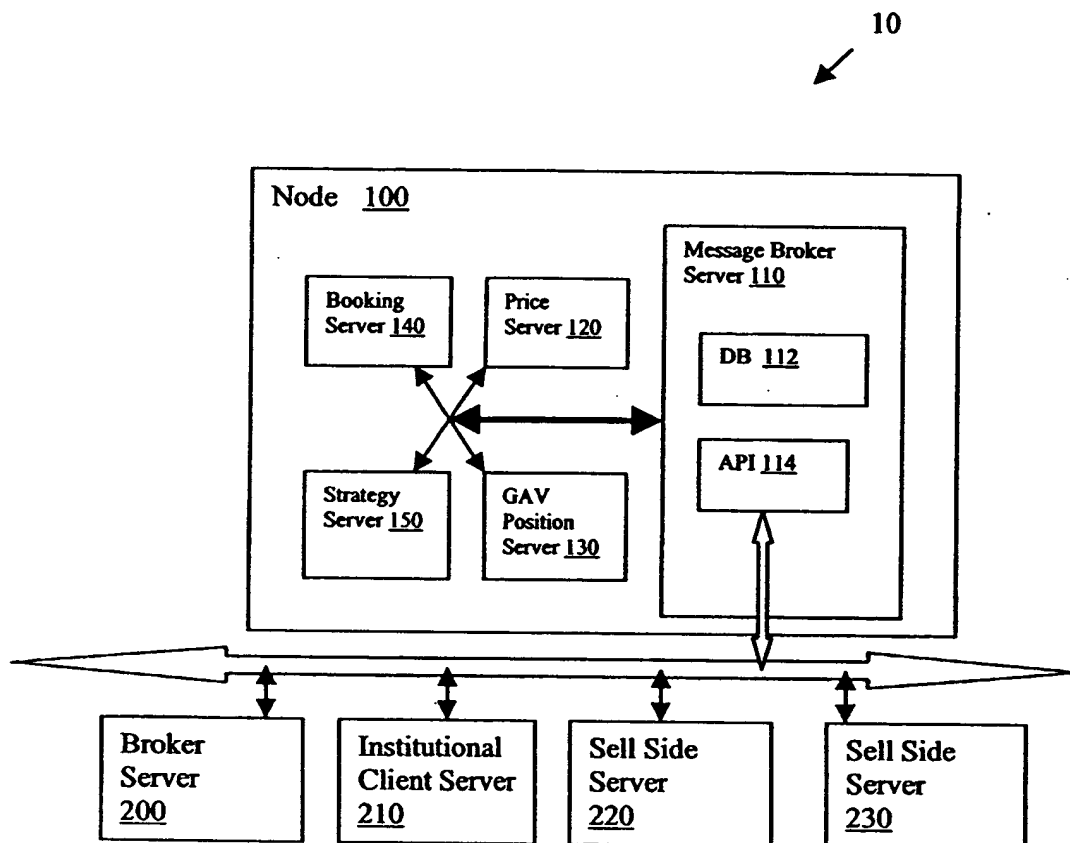 10
Node 100
Message Broker
Server 110
Booking
Server 140
Price
Server 120
DB 112
API 114
Strategy
Server 150
GAV
Position
Server 130
Broker
Server
200
Institutional
Client Server
210
Sell Side
Server
220
Sell Side
Server
230